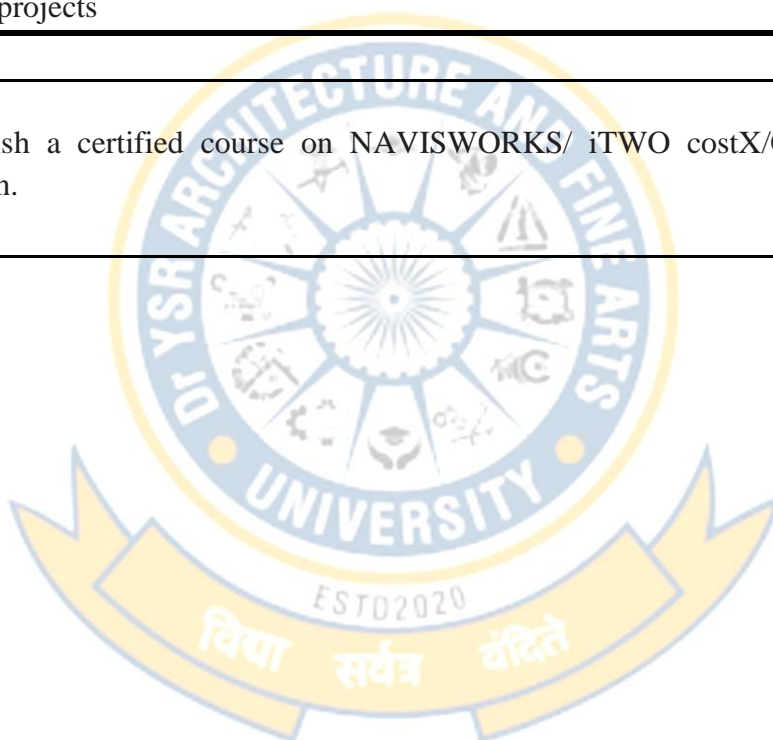 projects
sh a certified course on NAVISWORKS/ iTWO costX/
n.
Dr YSR ARCHITECTURE AND FINE ARTS
UNIVERSITY
ESTD2020
विद्या सर्वत्र वंदिते